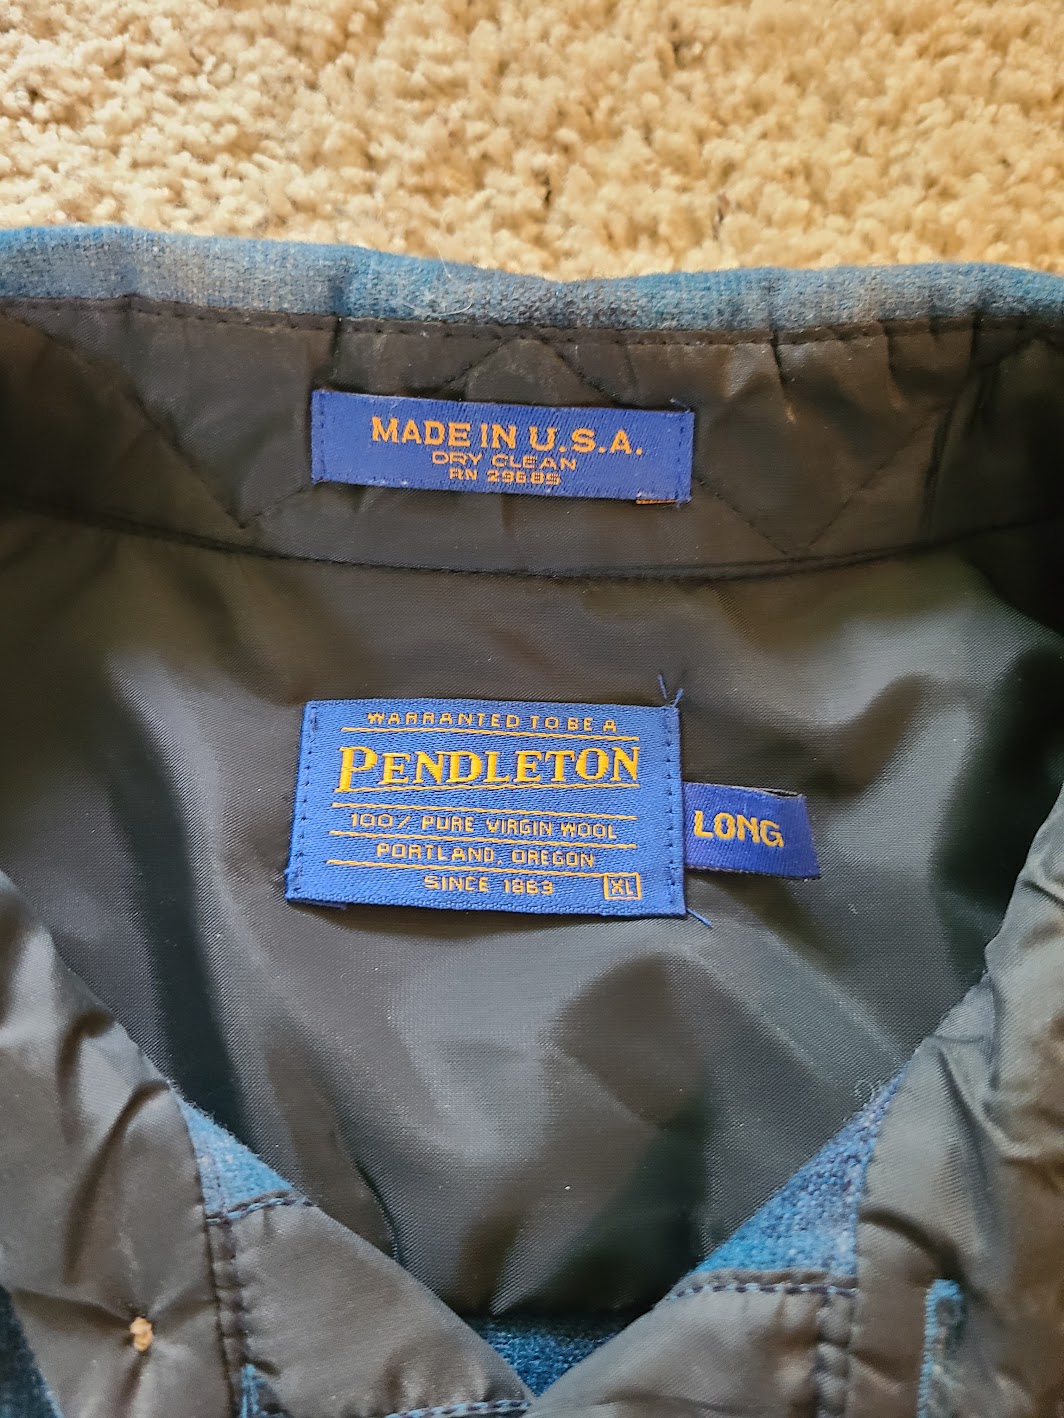 MADE IN U.S.A.
DRY CLEAN
RN 29685
WARRANTED TO BE A
PENDLETON
100% PURE VIRGIN WOOL
PORTLAND, OREGON
SINCE 1863
XL
LONG